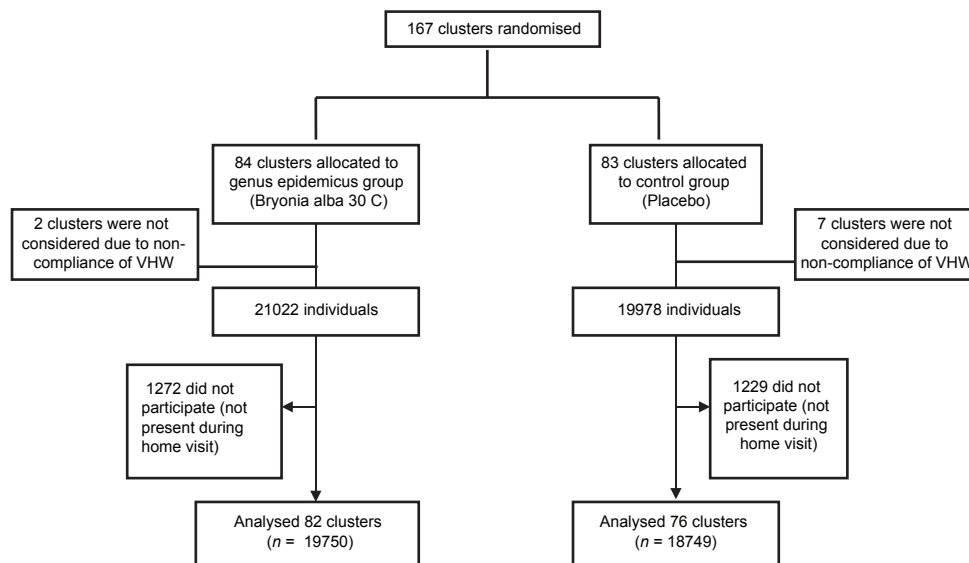 167 clusters randomised
84 clusters allocated to
genus epidemicus group
(Bryonia alba 30 C)
83 clusters allocated
to control group
(Placebo)
2 clusters were not
considered due to non-
compliance of VHW
7 clusters were not
considered due to
non-compliance of VHW
21022 individuals
19978 individuals
1272 did not
participate (not
present during
home visit)
1229 did not
participate (not
present during
home visit)
Analysed 82 clusters
(n = 19750)
Analysed 76 clusters
(n = 18749)